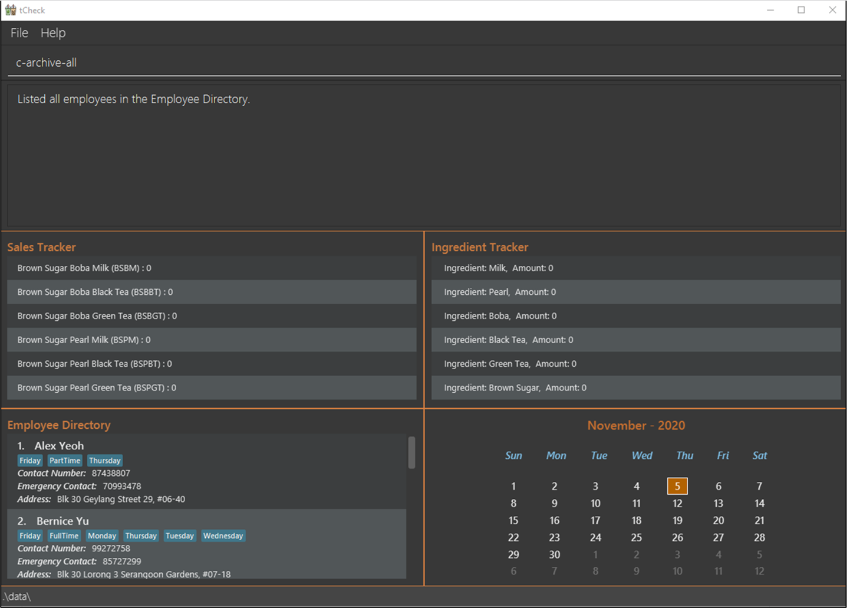 tCheck
File Help
c-archive-all
Listed all employees in the Employee Directory.
Sales Tracker
Brown Sugar Boba Milk (BSBM) : 0
Brown Sugar Boba Black Tea (BSBBT) : 0
Brown Sugar Boba Green Tea (BSBGT) : 0
Brown Sugar Pearl Milk (BSPM) : 0
Brown Sugar Pearl Black Tea (BSPBT) : 0
Brown Sugar Pearl Green Tea (BSPGT) : 0
Ingredient Tracker
Ingredient: Milk, Amount: 0
Ingredient: Pearl, Amount: 0
Ingredient: Boba, Amount: 0
Ingredient: Black Tea, Amount: 0
Ingredient: Green Tea, Amount: 0
Ingredient: Brown Sugar, Amount: 0
Employee Directory
1. Alex Yeoh
Friday PartTime Thursday
Contact Number: 87438807
Emergency Contact: 70993478
Address: Blk 30 Geylang Street 29, #06-40
2. Bernice Yu
Friday FullTime Monday Thursday Tuesday Wednesday
Contact Number: 99272758
Emergency Contact: 85727299
Address: Blk 30 Lorong 3 Serangoon Gardens, #07-18
November - 2020
Sun Mon Tue Wed Thu Fri Sat
1 2 3 4 5 6 7
8 9 10 11 12 13 14
15 16 17 18 19 20 21
22 23 24 25 26 27 28
29 30 1 2 3 4 5
6 7 8 9 10 11 12
.\data\